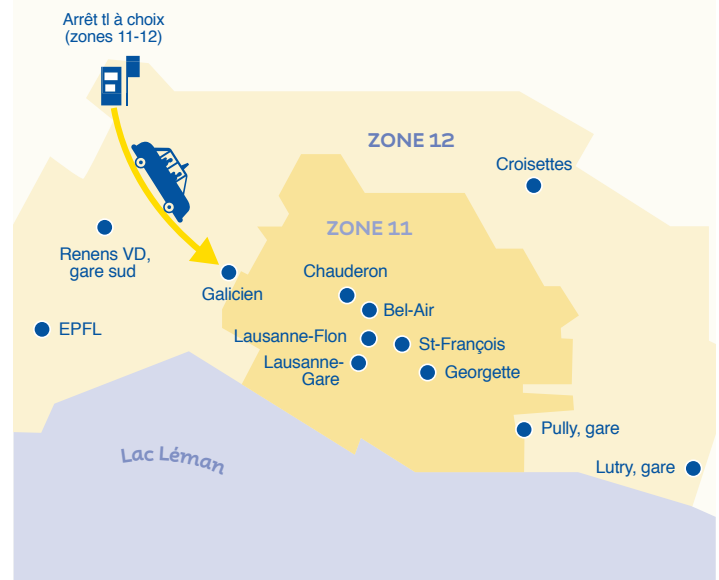 Arrêt tl à choix
(zones 11-12)
ZONE 12
Croisettes
ZONE 11
Renens VD,
gare sud
Chauderon
Galicien
Bel-Air
EPFL
Lausanne-Flon
St-François
Lausanne-
Gare
Georgette
Pully, gare
Lac Léman
Lutry, gare